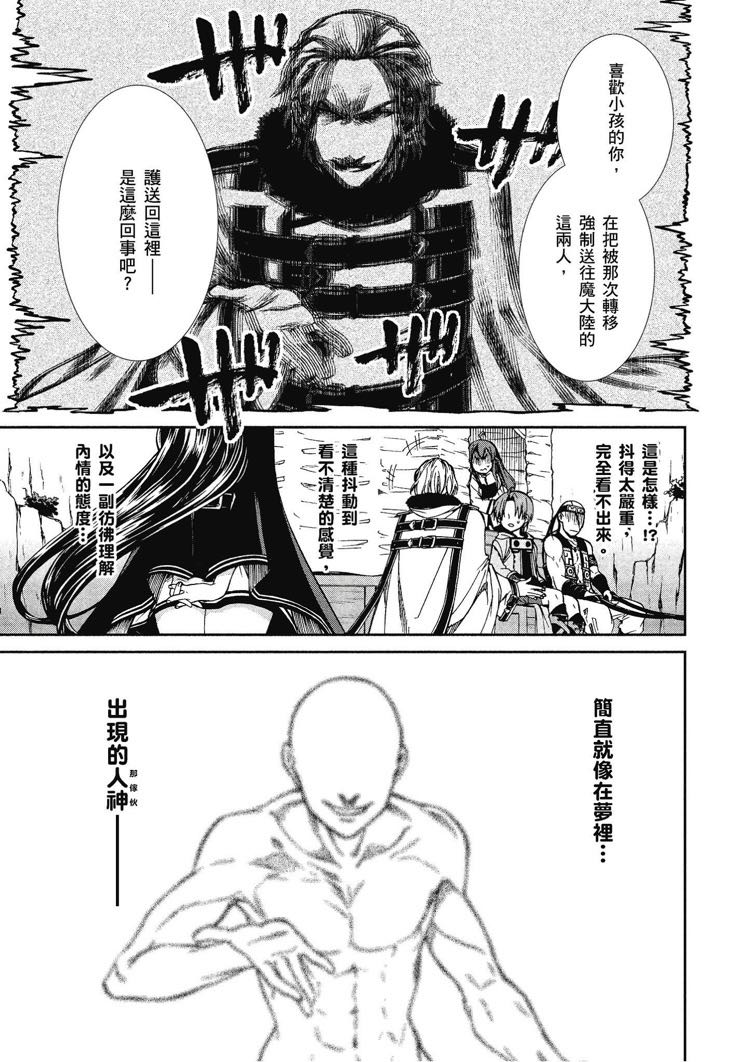 喜歡小孩的你，
在把被那次轉移
強制送往魔大陸的
這兩人，
護送回這裡——
是這麼回事吧？
這是怎樣…!?
抖得太嚴重，
完全看不出來。
這種抖動到
看不清楚的感覺，
以及一副彷彿理解
內情的態度…
簡直就像在夢裡…
出現的人神——
那傢伙